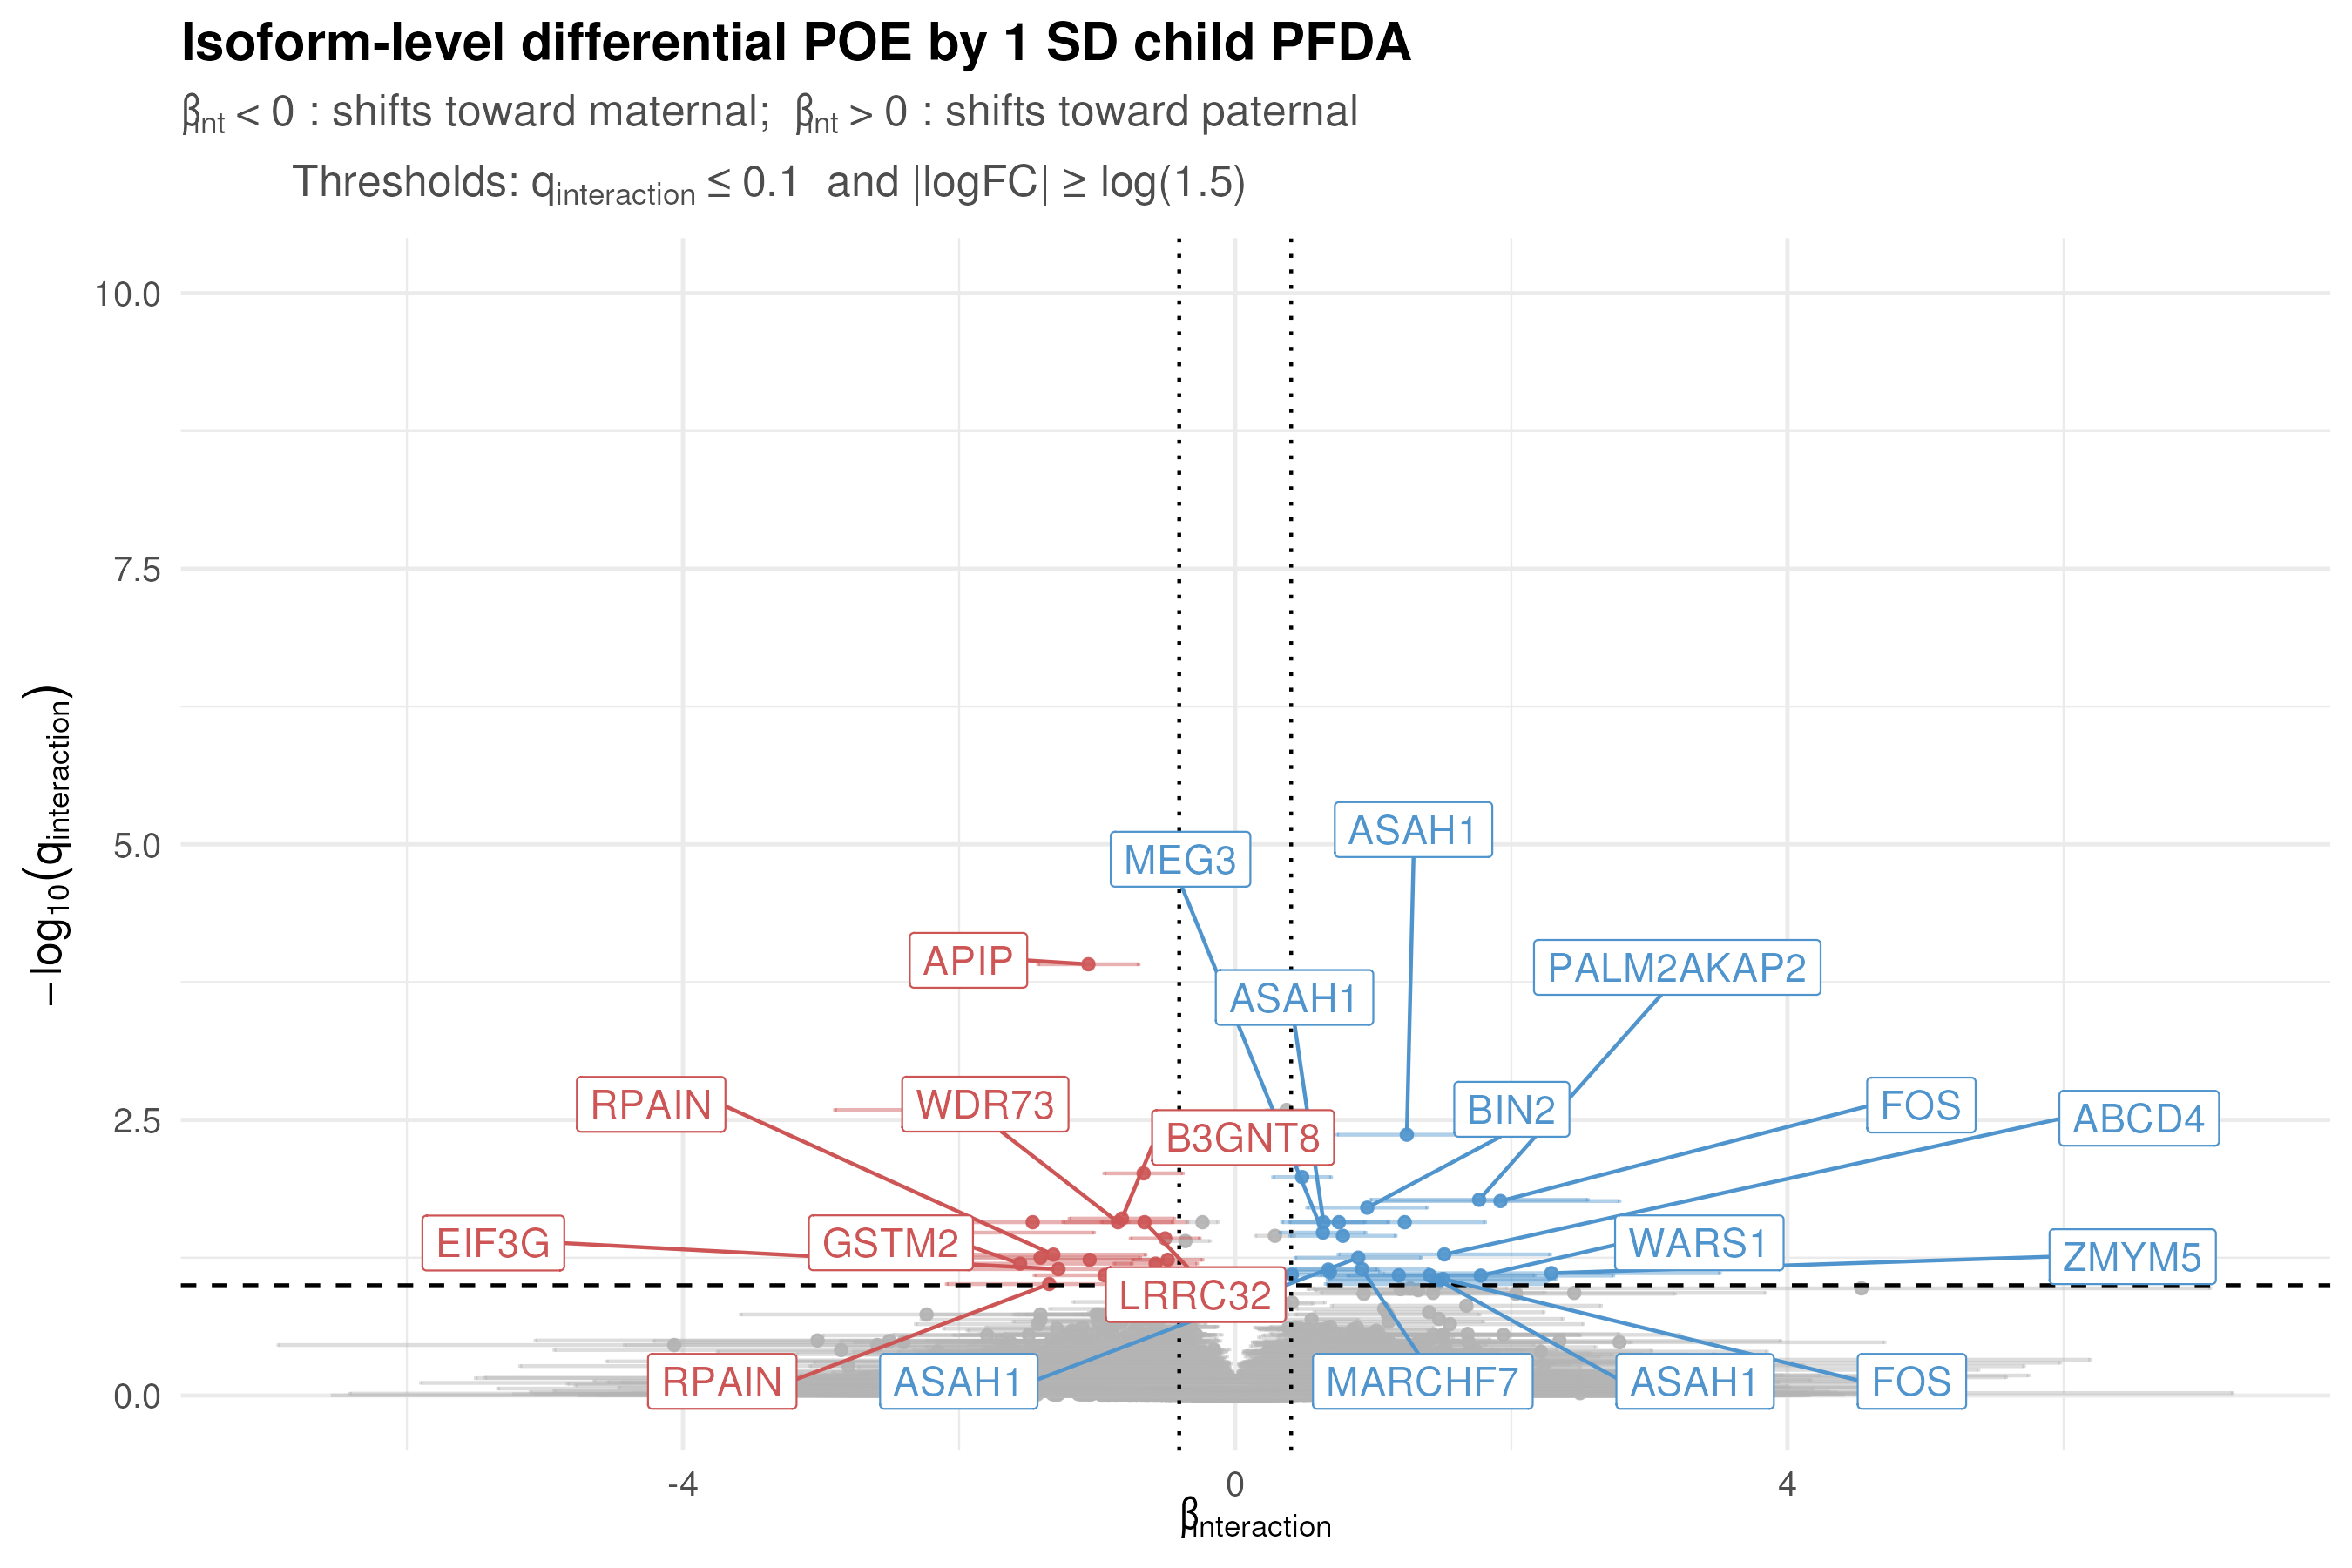 Isoform-level differential POE by 1 SD child PFDA
βint < 0 : shifts toward maternal; βint > 0 : shifts toward paternal
Thresholds: qinteraction ≤ 0.1 and |logFC| ≥ log(1.5)
10.0
7.5
5.0
2.5
0.0
−log10(qinteraction)
ASAH1
MEG3
APIP
PALM2AKAP2
ASAH1
RPAIN
WDR73
BIN2
FOS
ABCD4
B3GNT8
EIF3G
GSTM2
WARS1
ZMYM5
LRRC32
RPAIN
ASAH1
MARCHF7
ASAH1
FOS
-4
0
4
βinteraction